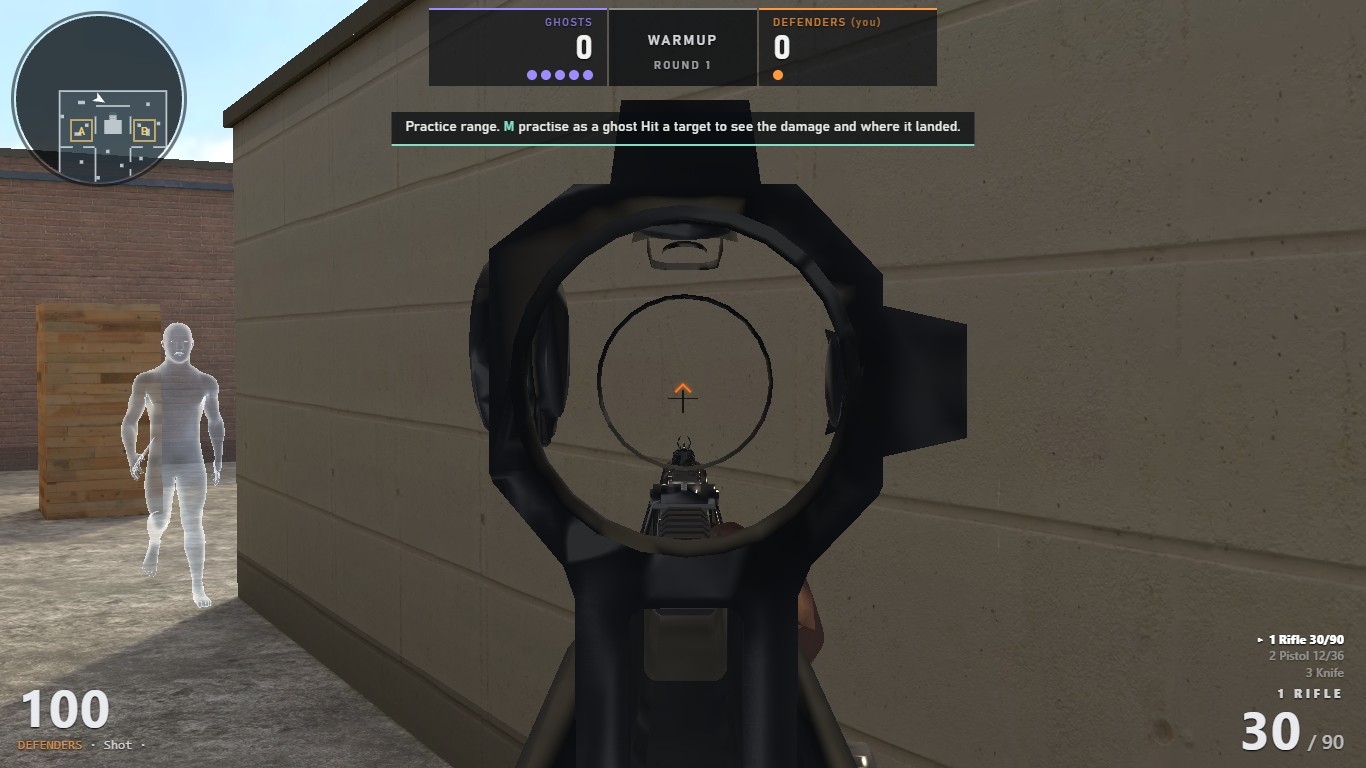 GHOSTS
0
WARMUP
ROUND 1
DEFENDERS (you)
0
Practice range. M practise as a ghost Hit a target to see the damage and where it landed.
A
B
1 Rifle 30/90
2 Pistol 12/36
3 Knife
1 RIFLE
30 / 90
100
DEFENDERS · Shot ·